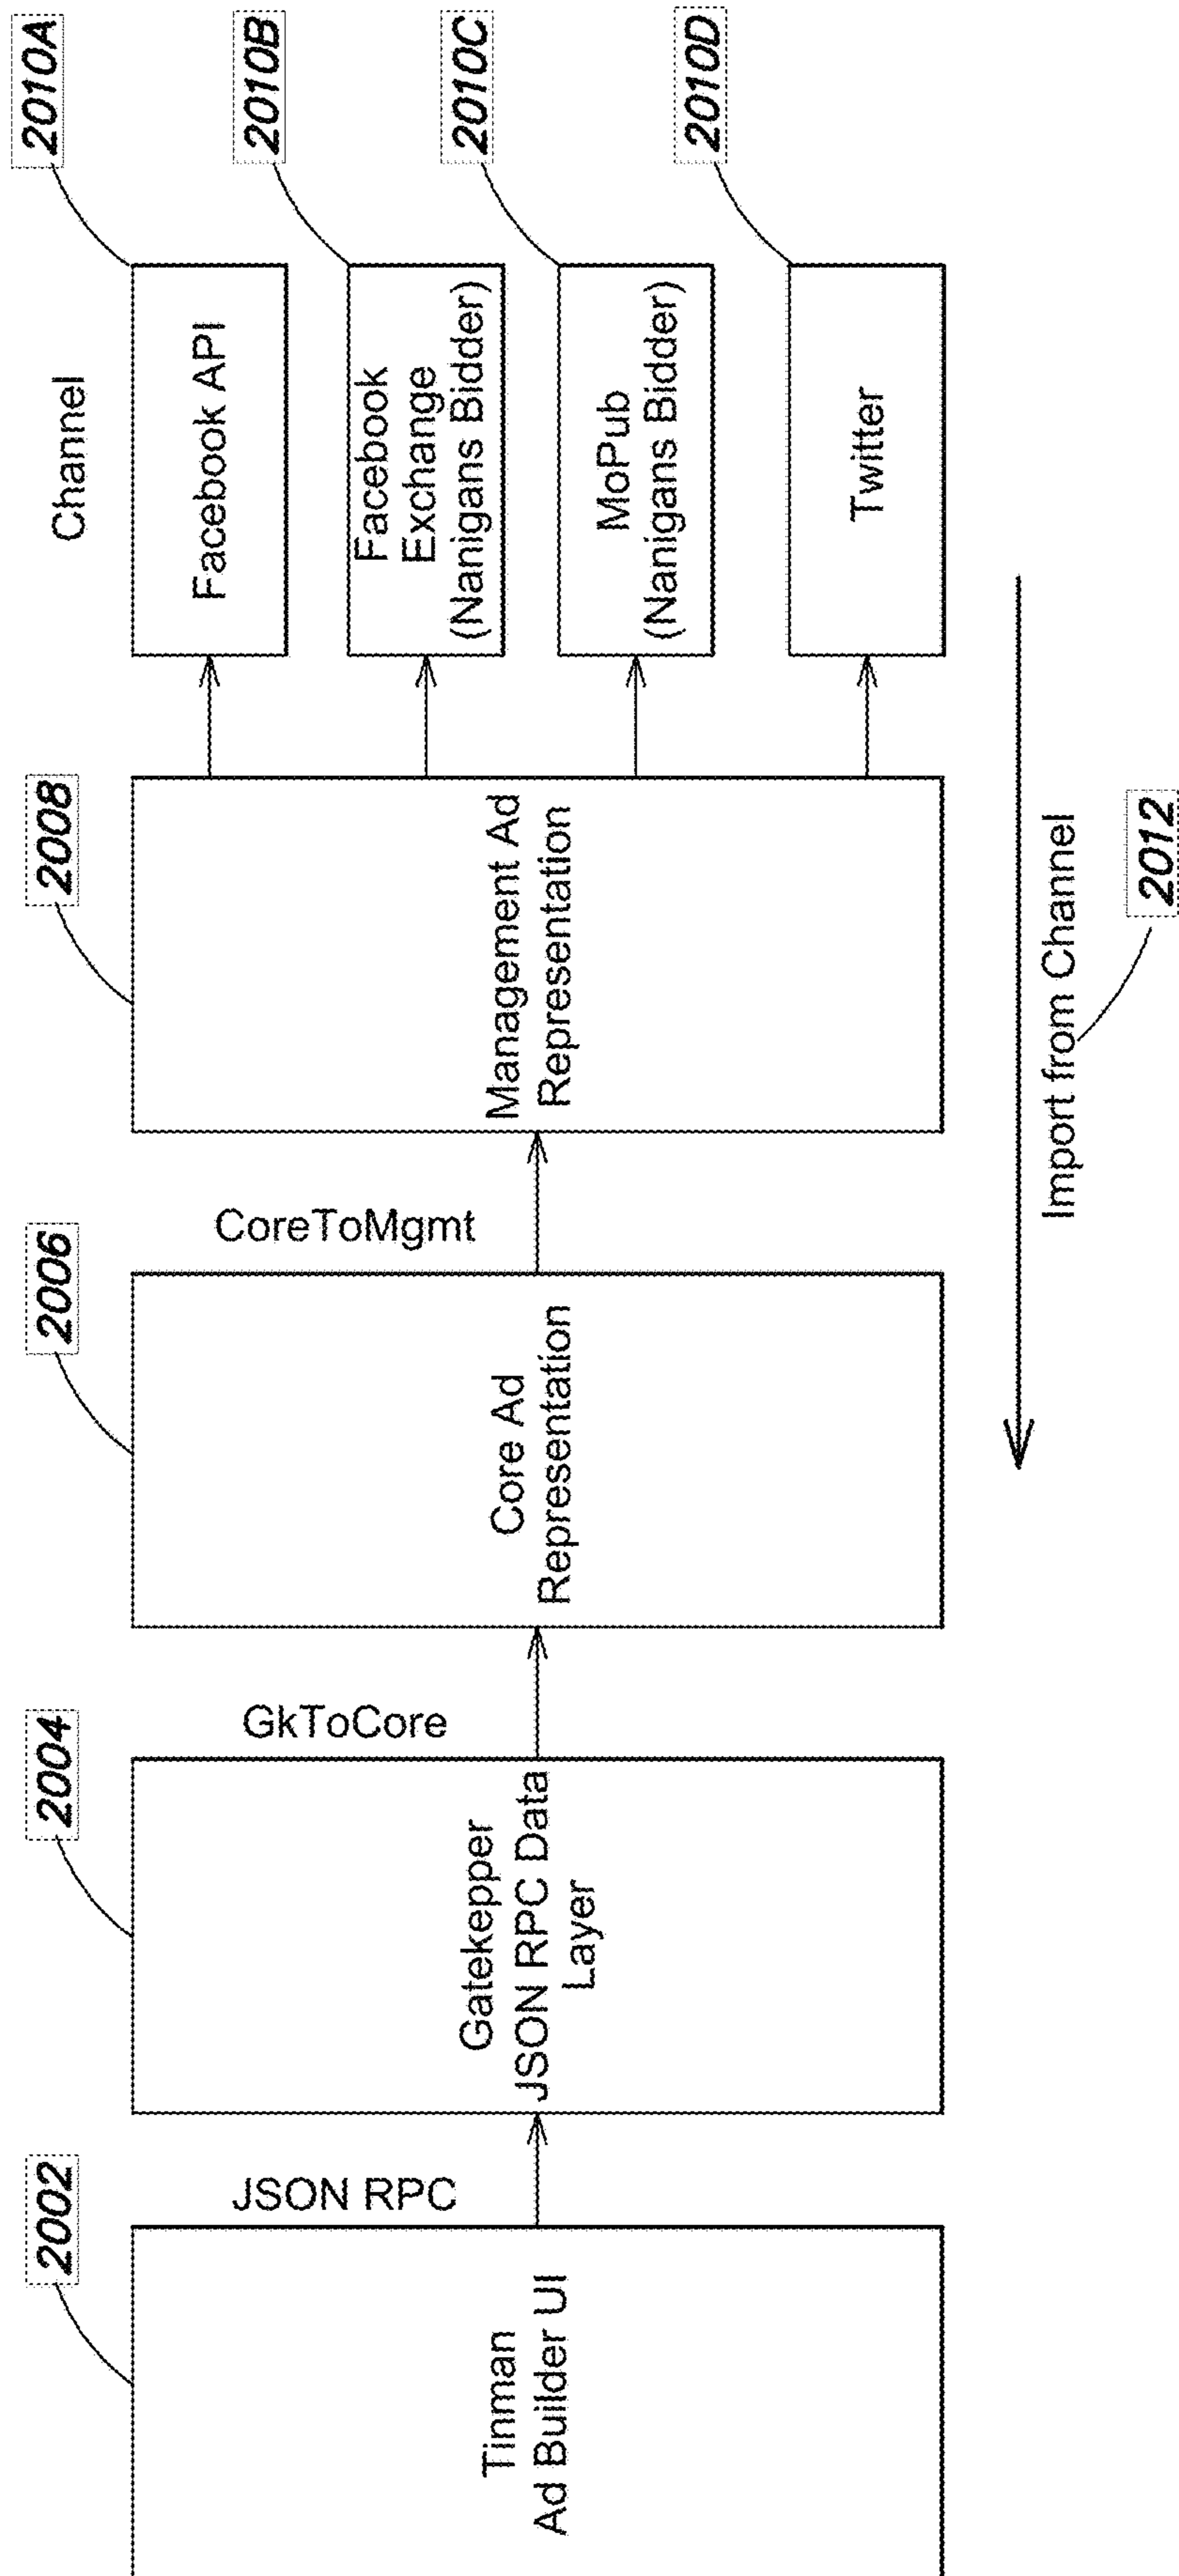 2002
Tinman
Ad Builder UI
JSON RPC
2004
Gatekepper
JSON RPC Data
Layer
GkToCore
2006
Core Ad
Representation
CoreToMgmt
2008
Management Ad
Representation
Channel
2010A
Facebook API
2010B
Facebook
Exchange
(Nanigans Bidder)
2010C
MoPub
(Nanigans Bidder)
2010D
Twitter
Import from Channel
2012